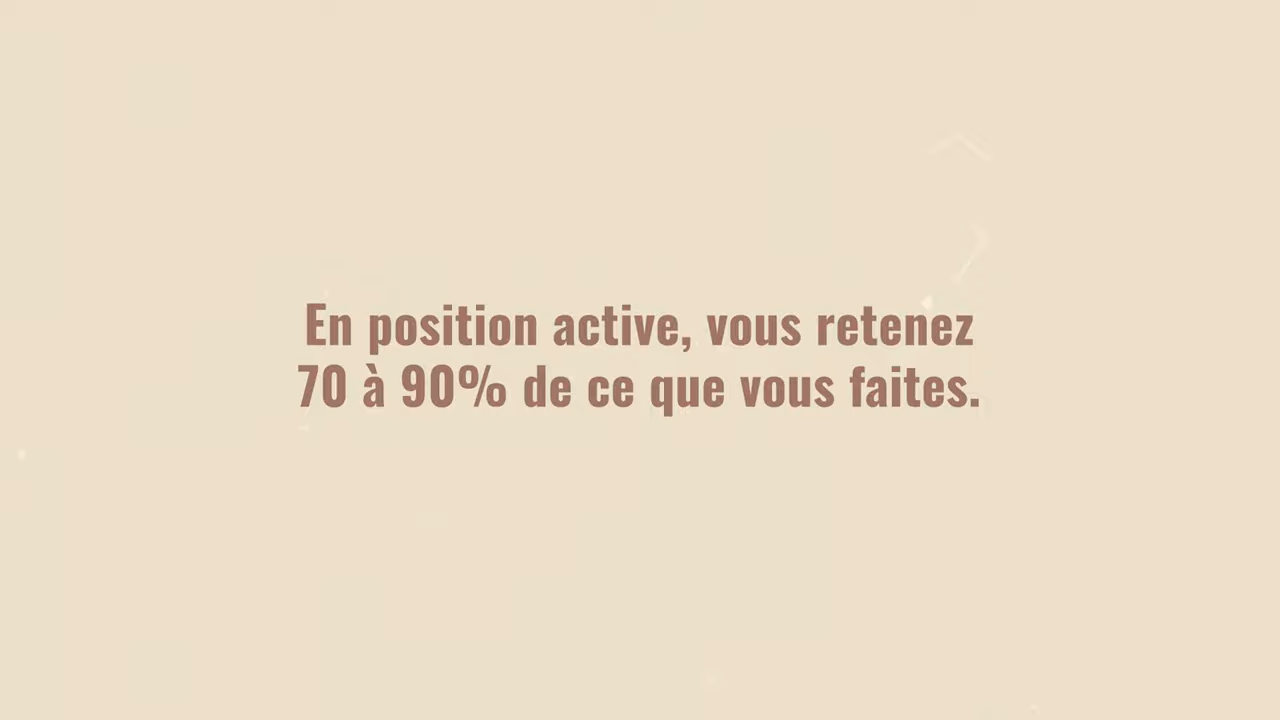 En position active, vous retenez
70 à 90% de ce que vous faites.